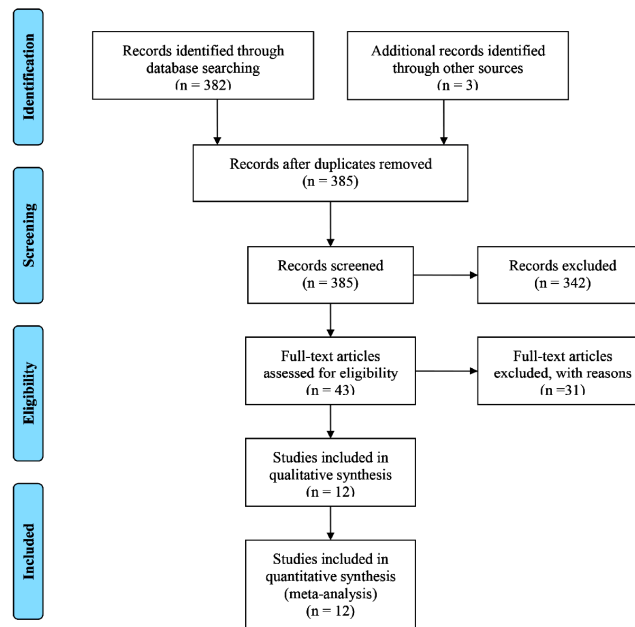 Identification
Records identified through
database searching
(n = 382)
Additional records identified
through other sources
(n = 3)
Records after duplicates removed
(n = 385)
Screening
Records screened
(n = 385)
Records excluded
(n = 342)
Eligibility
Full-text articles
assessed for eligibility
(n = 43)
Full-text articles
excluded, with reasons
(n =31)
Studies included in
qualitative synthesis
(n = 12)
Included
Studies included in
quantitative synthesis
(meta-analysis)
(n = 12)